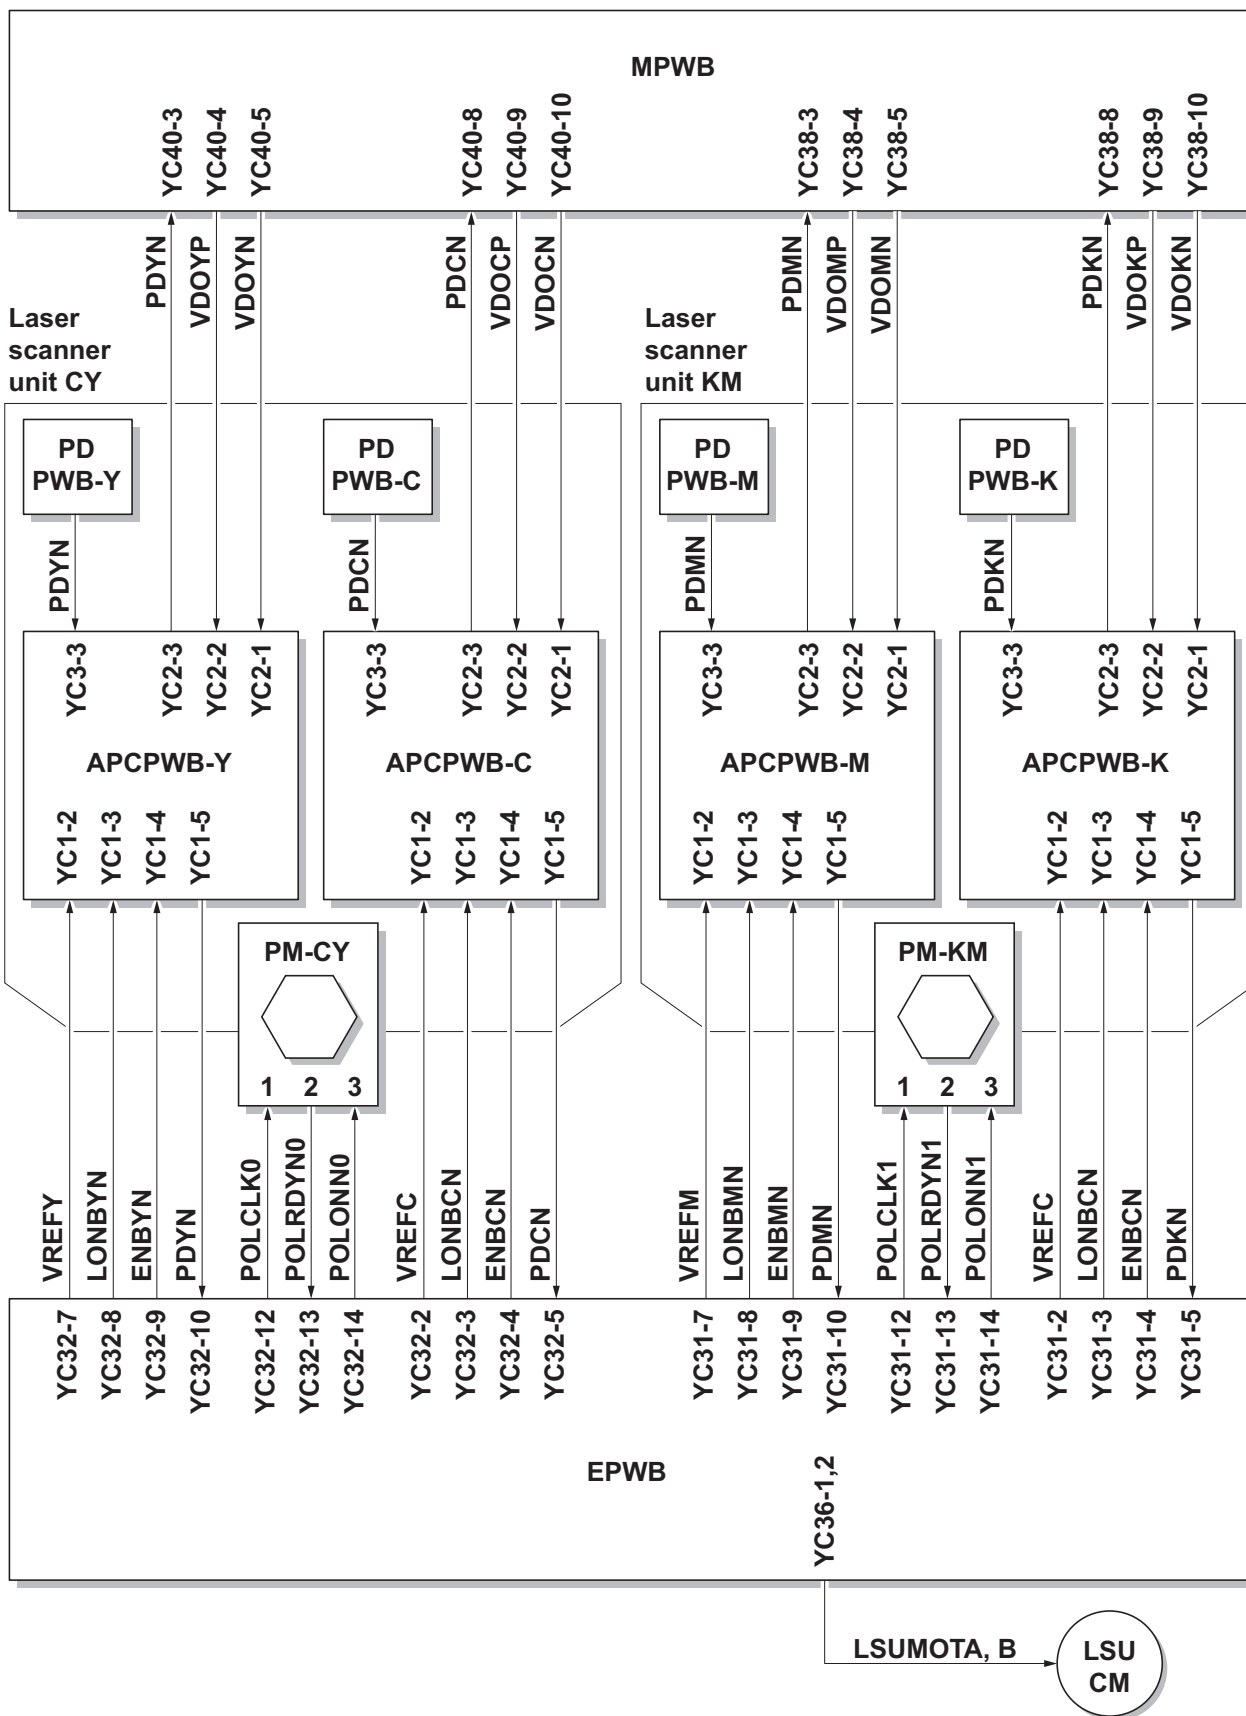 MPWB
YC40-3
YC40-4
YC40-5
YC40-8
YC40-9
YC40-10
YC38-3
YC38-4
YC38-5
YC38-8
YC38-9
YC38-10
PDYN
VDOYP
VDOYN
PDCN
VDOCP
VDOCN
PDMN
VDOMP
VDOMN
PDKN
VDOKP
VDOKN
Laser
scanner
unit CY
Laser
scanner
unit KM
PD
PWB-Y
PD
PWB-C
PD
PWB-M
PD
PWB-K
PDYN
PDCN
PDMN
PDKN
YC3-3
YC2-3
YC2-2
YC2-1
YC3-3
YC2-3
YC2-2
YC2-1
YC3-3
YC2-3
YC2-2
YC2-1
YC3-3
YC2-3
YC2-2
YC2-1
APCPWB-Y
APCPWB-C
APCPWB-M
APCPWB-K
YC1-2
YC1-3
YC1-4
YC1-5
YC1-2
YC1-3
YC1-4
YC1-5
YC1-2
YC1-3
YC1-4
YC1-5
YC1-2
YC1-3
YC1-4
YC1-5
PM-CY
1 2 3
PM-KM
1 2 3
VREFY
LONBYN
ENBYN
PDYN
POLCLK0
POLRDYN0
POLONN0
VREFC
LONBCN
ENBCN
PDCN
VREFM
LONBMN
ENBMN
PDMN
POLCLK1
POLRDYN1
POLONN1
VREFC
LONBCN
ENBCN
PDKN
YC32-7
YC32-8
YC32-9
YC32-10
YC32-12
YC32-13
YC32-14
YC32-2
YC32-3
YC32-4
YC32-5
YC31-7
YC31-8
YC31-9
YC31-10
YC31-12
YC31-13
YC31-14
YC31-2
YC31-3
YC31-4
YC31-5
EPWB
YC36-1,2
LSUMOTA, B
LSU
CM